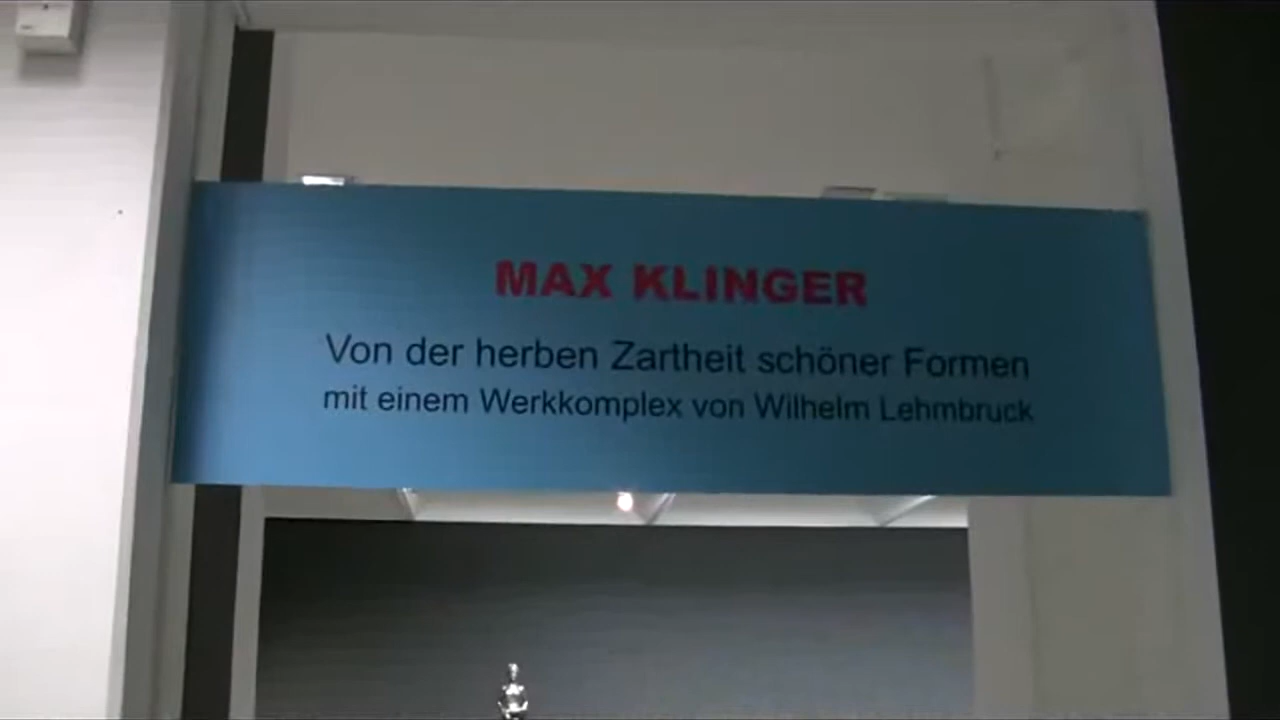 MAX KLINGER
Von der herben Zartheit schöner Formen
mit einem Werkkomplex von Wilhelm Lehmbruck